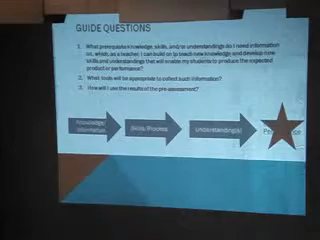 GUIDE QUESTIONS
1. What prerequisite knowledge, skills, and/or understandings do I need information
on, which, as a teacher, I can build on to teach new knowledge and develop new
skills and understandings that will enable my students to produce the expected
product or performance?
2. What tools will be appropriate to collect such information?
3. How will I use the results of the pre-assessment?
Knowledge/
Information
Skills/Process
Understanding(s)